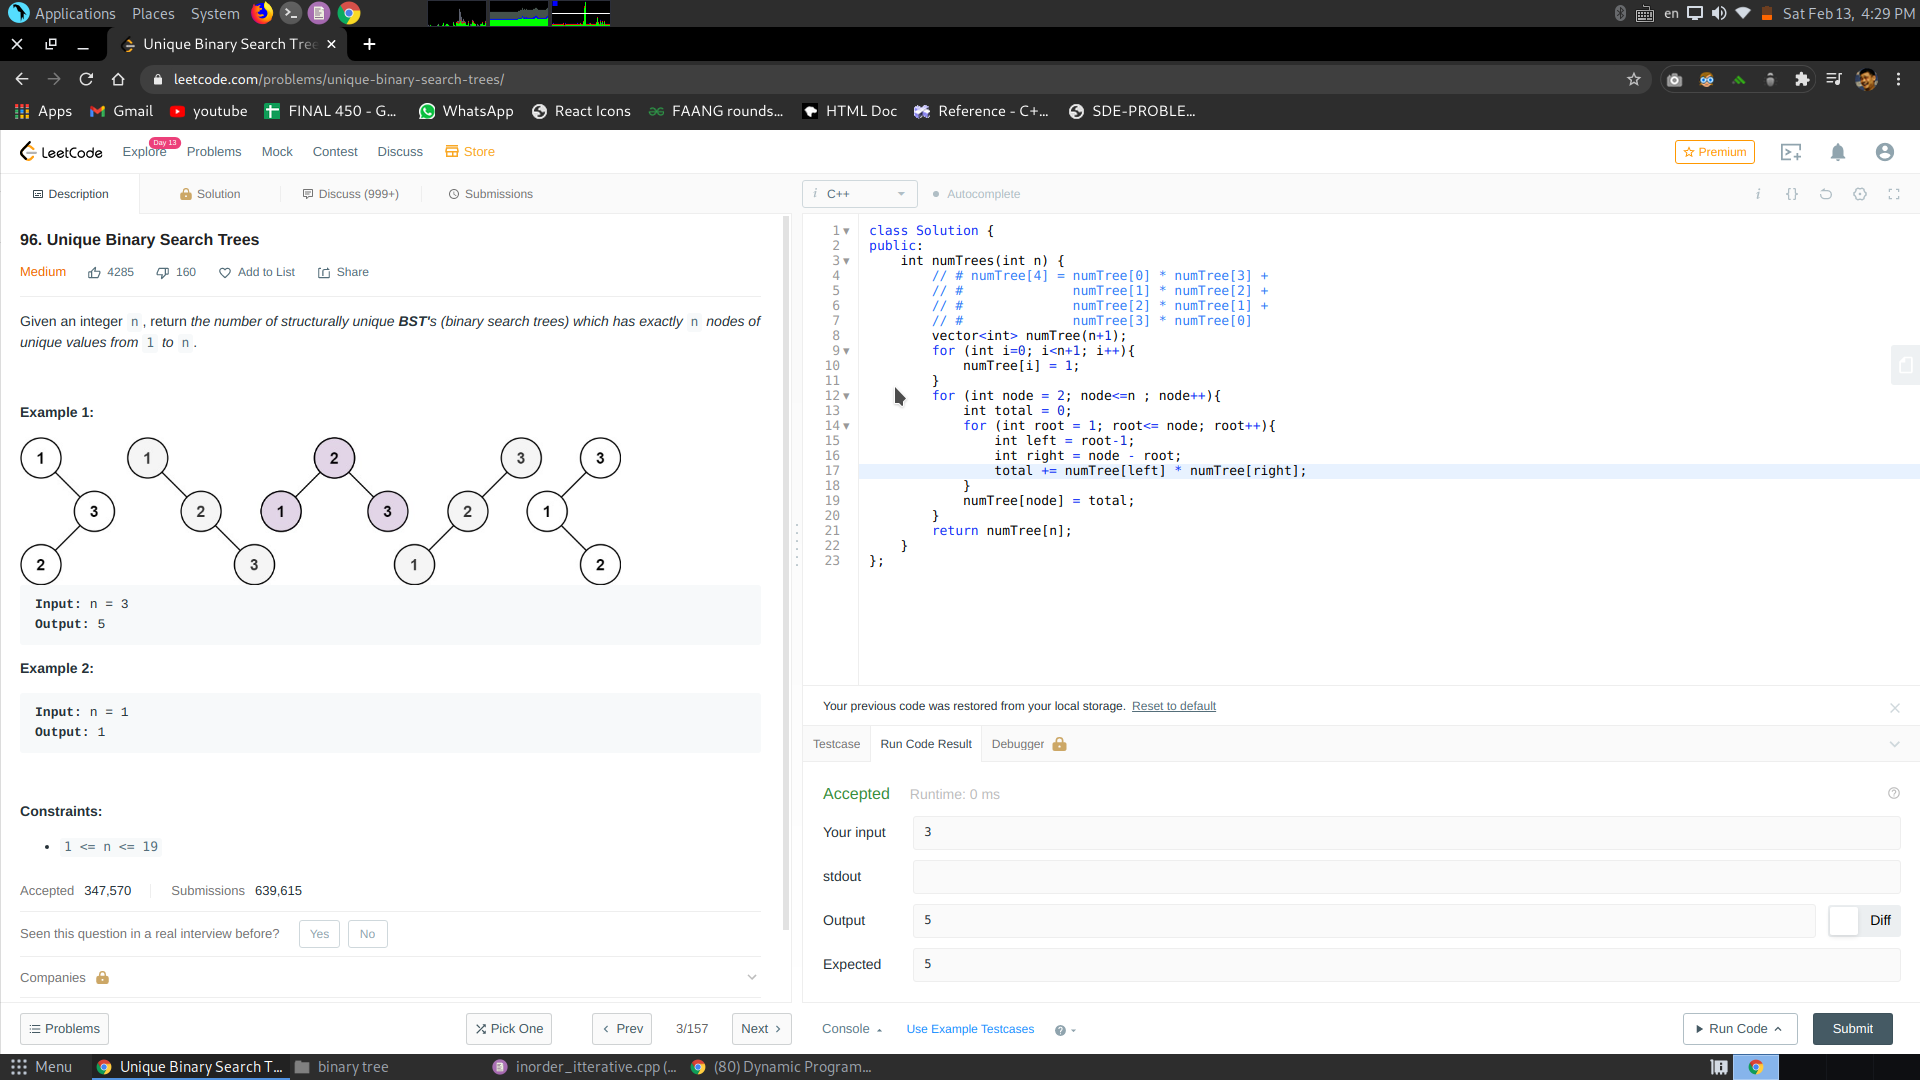 Applications Places System en Sat Feb 13, 4:29 PM
Unique Binary Search Tree
leetcode.com/problems/unique-binary-search-trees/
Apps Gmail youtube FINAL 450 - G... WhatsApp React Icons FAANG rounds... HTML Doc Reference - C+... SDE-PROBLE...
LeetCode Explore Day 13 Problems Mock Contest Discuss Store Premium
Description Solution Discuss (999+) Submissions
96. Unique Binary Search Trees
Medium 4285 160 Add to List Share
Given an integer n, return the number of structurally unique BST's (binary search trees) which has exactly n nodes of
unique values from 1 to n.
Example 1:
1 1 2 3 3
3 2 1 3 2 1
2 3 1 2
Input: n = 3
Output: 5
Example 2:
Input: n = 1
Output: 1
Constraints:
• 1 <= n <= 19
Accepted 347,570 Submissions 639,615
Seen this question in a real interview before? Yes No
Companies
Problems Pick One < Prev 3/157 Next >
i C++ Autocomplete i {}
1 class Solution {
2 public:
3 int numTrees(int n) {
4 // # numTree[4] = numTree[0] * numTree[3] +
5 // # numTree[1] * numTree[2] +
6 // # numTree[2] * numTree[1] +
7 // # numTree[3] * numTree[0]
8 vector<int> numTree(n+1);
9 for (int i=0; i<n+1; i++){
10 numTree[i] = 1;
11 }
12 for (int node = 2; node<=n ; node++){
13 int total = 0;
14 for (int root = 1; root<= node; root++){
15 int left = root-1;
16 int right = node - root;
17 total += numTree[left] * numTree[right];
18 }
19 numTree[node] = total;
20 }
21 return numTree[n];
22 }
23 };
Your previous code was restored from your local storage. Reset to default
Testcase Run Code Result Debugger
Accepted Runtime: 0 ms
Your input 3
stdout
Output 5 Diff
Expected 5
Console Use Example Testcases Run Code Submit
Menu Unique Binary Search T... binary tree inorder_itterative.cpp (... (80) Dynamic Program...